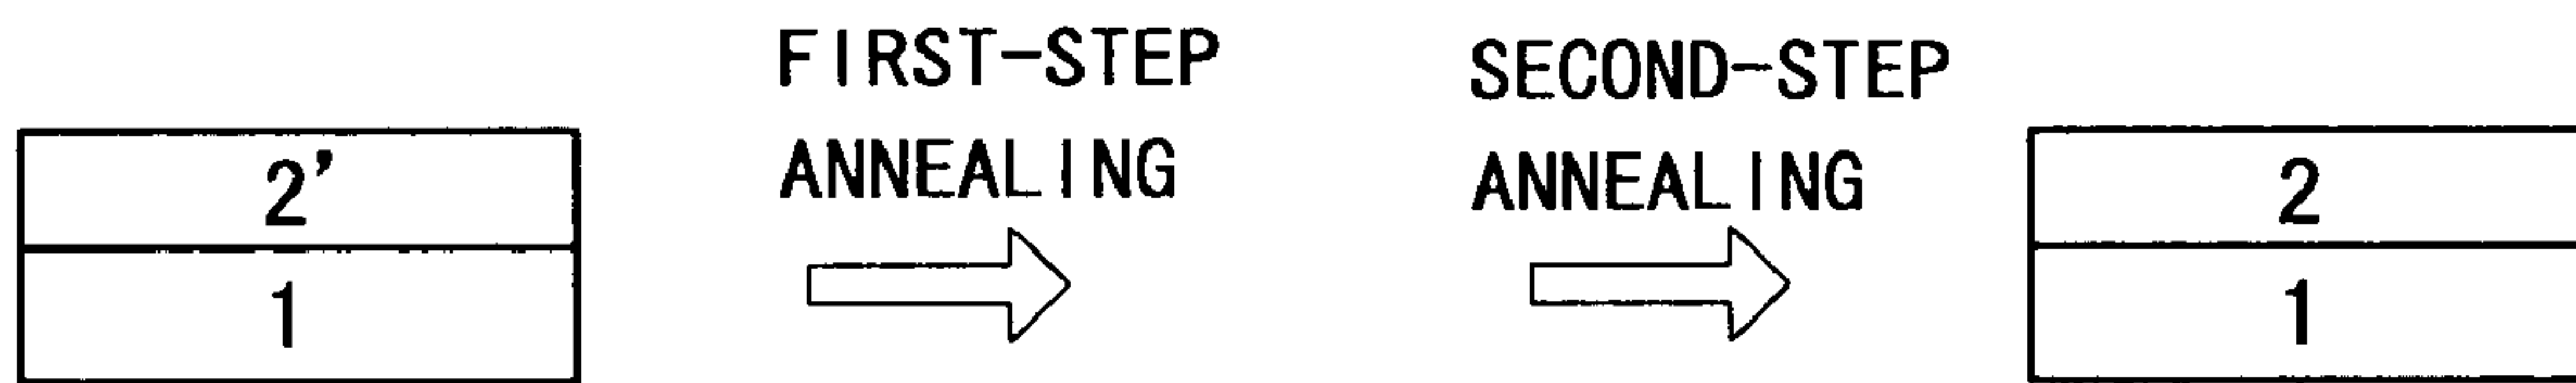 2'
1
FIRST-STEP
ANNEALING
SECOND-STEP
ANNEALING
2
1